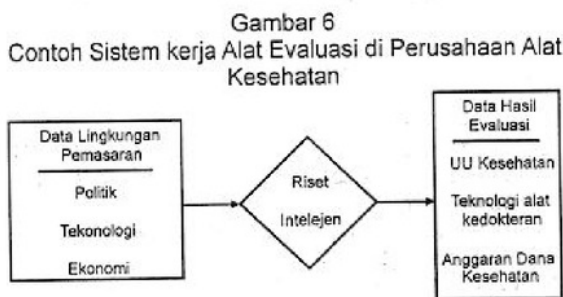 Gambar 6
Contoh Sistem kerja Alat Evaluasi di Perusahaan Alat
Kesehatan
Data Lingkungan
Pemasaran
Politik
Tekonologi
Ekonomi
Riset
Intelejen
Data Hasil
Evaluasi
UU Kesehatan
Teknologi alat
kedokteran
Anggaran Dana
Kesehatan